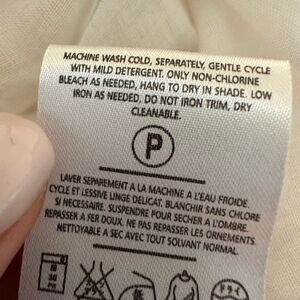 MACHINE WASH COLD, SEPARATELY, GENTLE CYCLE
WITH MILD DETERGENT. ONLY NON-CHLORINE
BLEACH AS NEEDED, HANG TO DRY IN SHADE. LOW
IRON AS NEEDED, DO NOT IRON TRIM, DRY
CLEANABLE.
P
LAVER SEPAREMENT A LA MACHINE A L'EAU FROIDE.
CYCLE ET LESSIVE LINGE DELICAT. BLANCHIR SANS CHLORE
SI NECESSAIRE. SUSPENDRE POUR SECHER A L'OMBRE.
REPASSER A FER DOUX. NE PAS REPASSER LES ORNEMENTS.
NETTOYABLE A SEC AVEC TOUT SOLVANT NORMAL.